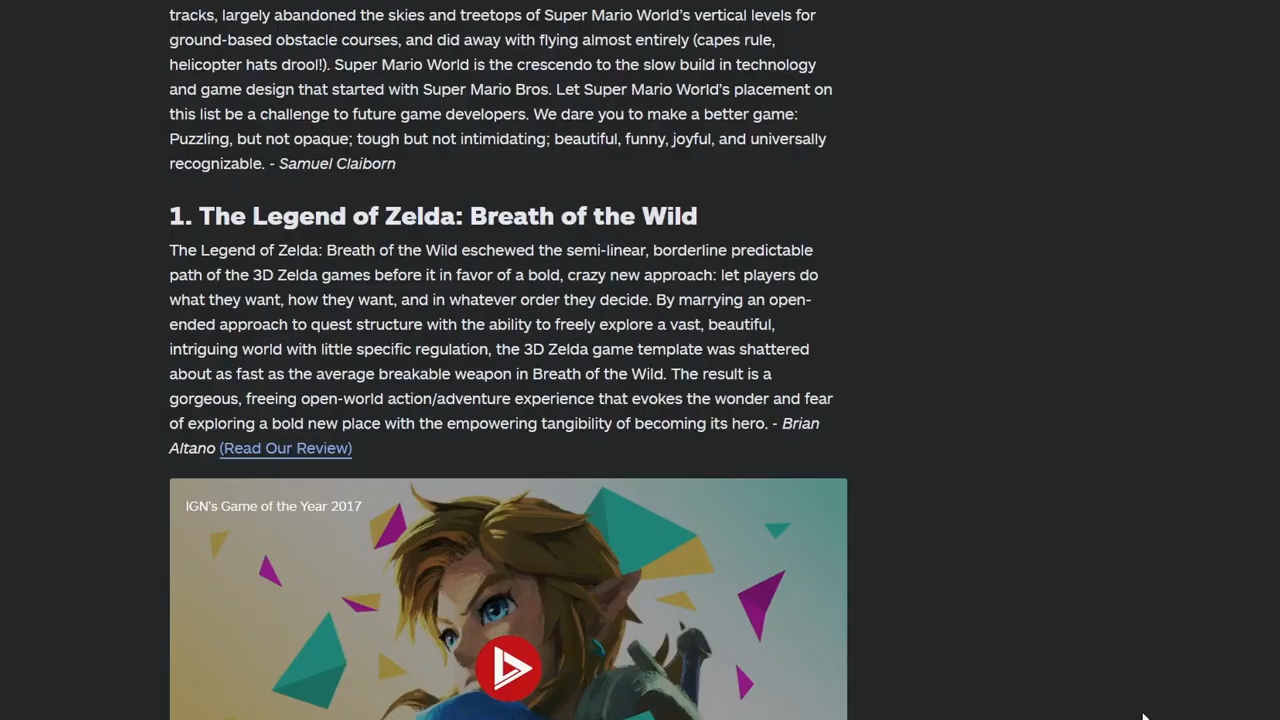 tracks, largely abandoned the skies and treetops of Super Mario World’s vertical levels for
ground-based obstacle courses, and did away with flying almost entirely (capes rule,
helicopter hats drool!). Super Mario World is the crescendo to the slow build in technology
and game design that started with Super Mario Bros. Let Super Mario World’s placement on
this list be a challenge to future game developers. We dare you to make a better game:
Puzzling, but not opaque; tough but not intimidating; beautiful, funny, joyful, and universally
recognizable. - Samuel Claiborn
1. The Legend of Zelda: Breath of the Wild
The Legend of Zelda: Breath of the Wild eschewed the semi-linear, borderline predictable
path of the 3D Zelda games before it in favor of a bold, crazy new approach: let players do
what they want, how they want, and in whatever order they decide. By marrying an open-
ended approach to quest structure with the ability to freely explore a vast, beautiful,
intriguing world with little specific regulation, the 3D Zelda game template was shattered
about as fast as the average breakable weapon in Breath of the Wild. The result is a
gorgeous, freeing open-world action/adventure experience that evokes the wonder and fear
of exploring a bold new place with the empowering tangibility of becoming its hero. - Brian
Altano (Read Our Review)
IGN's Game of the Year 2017